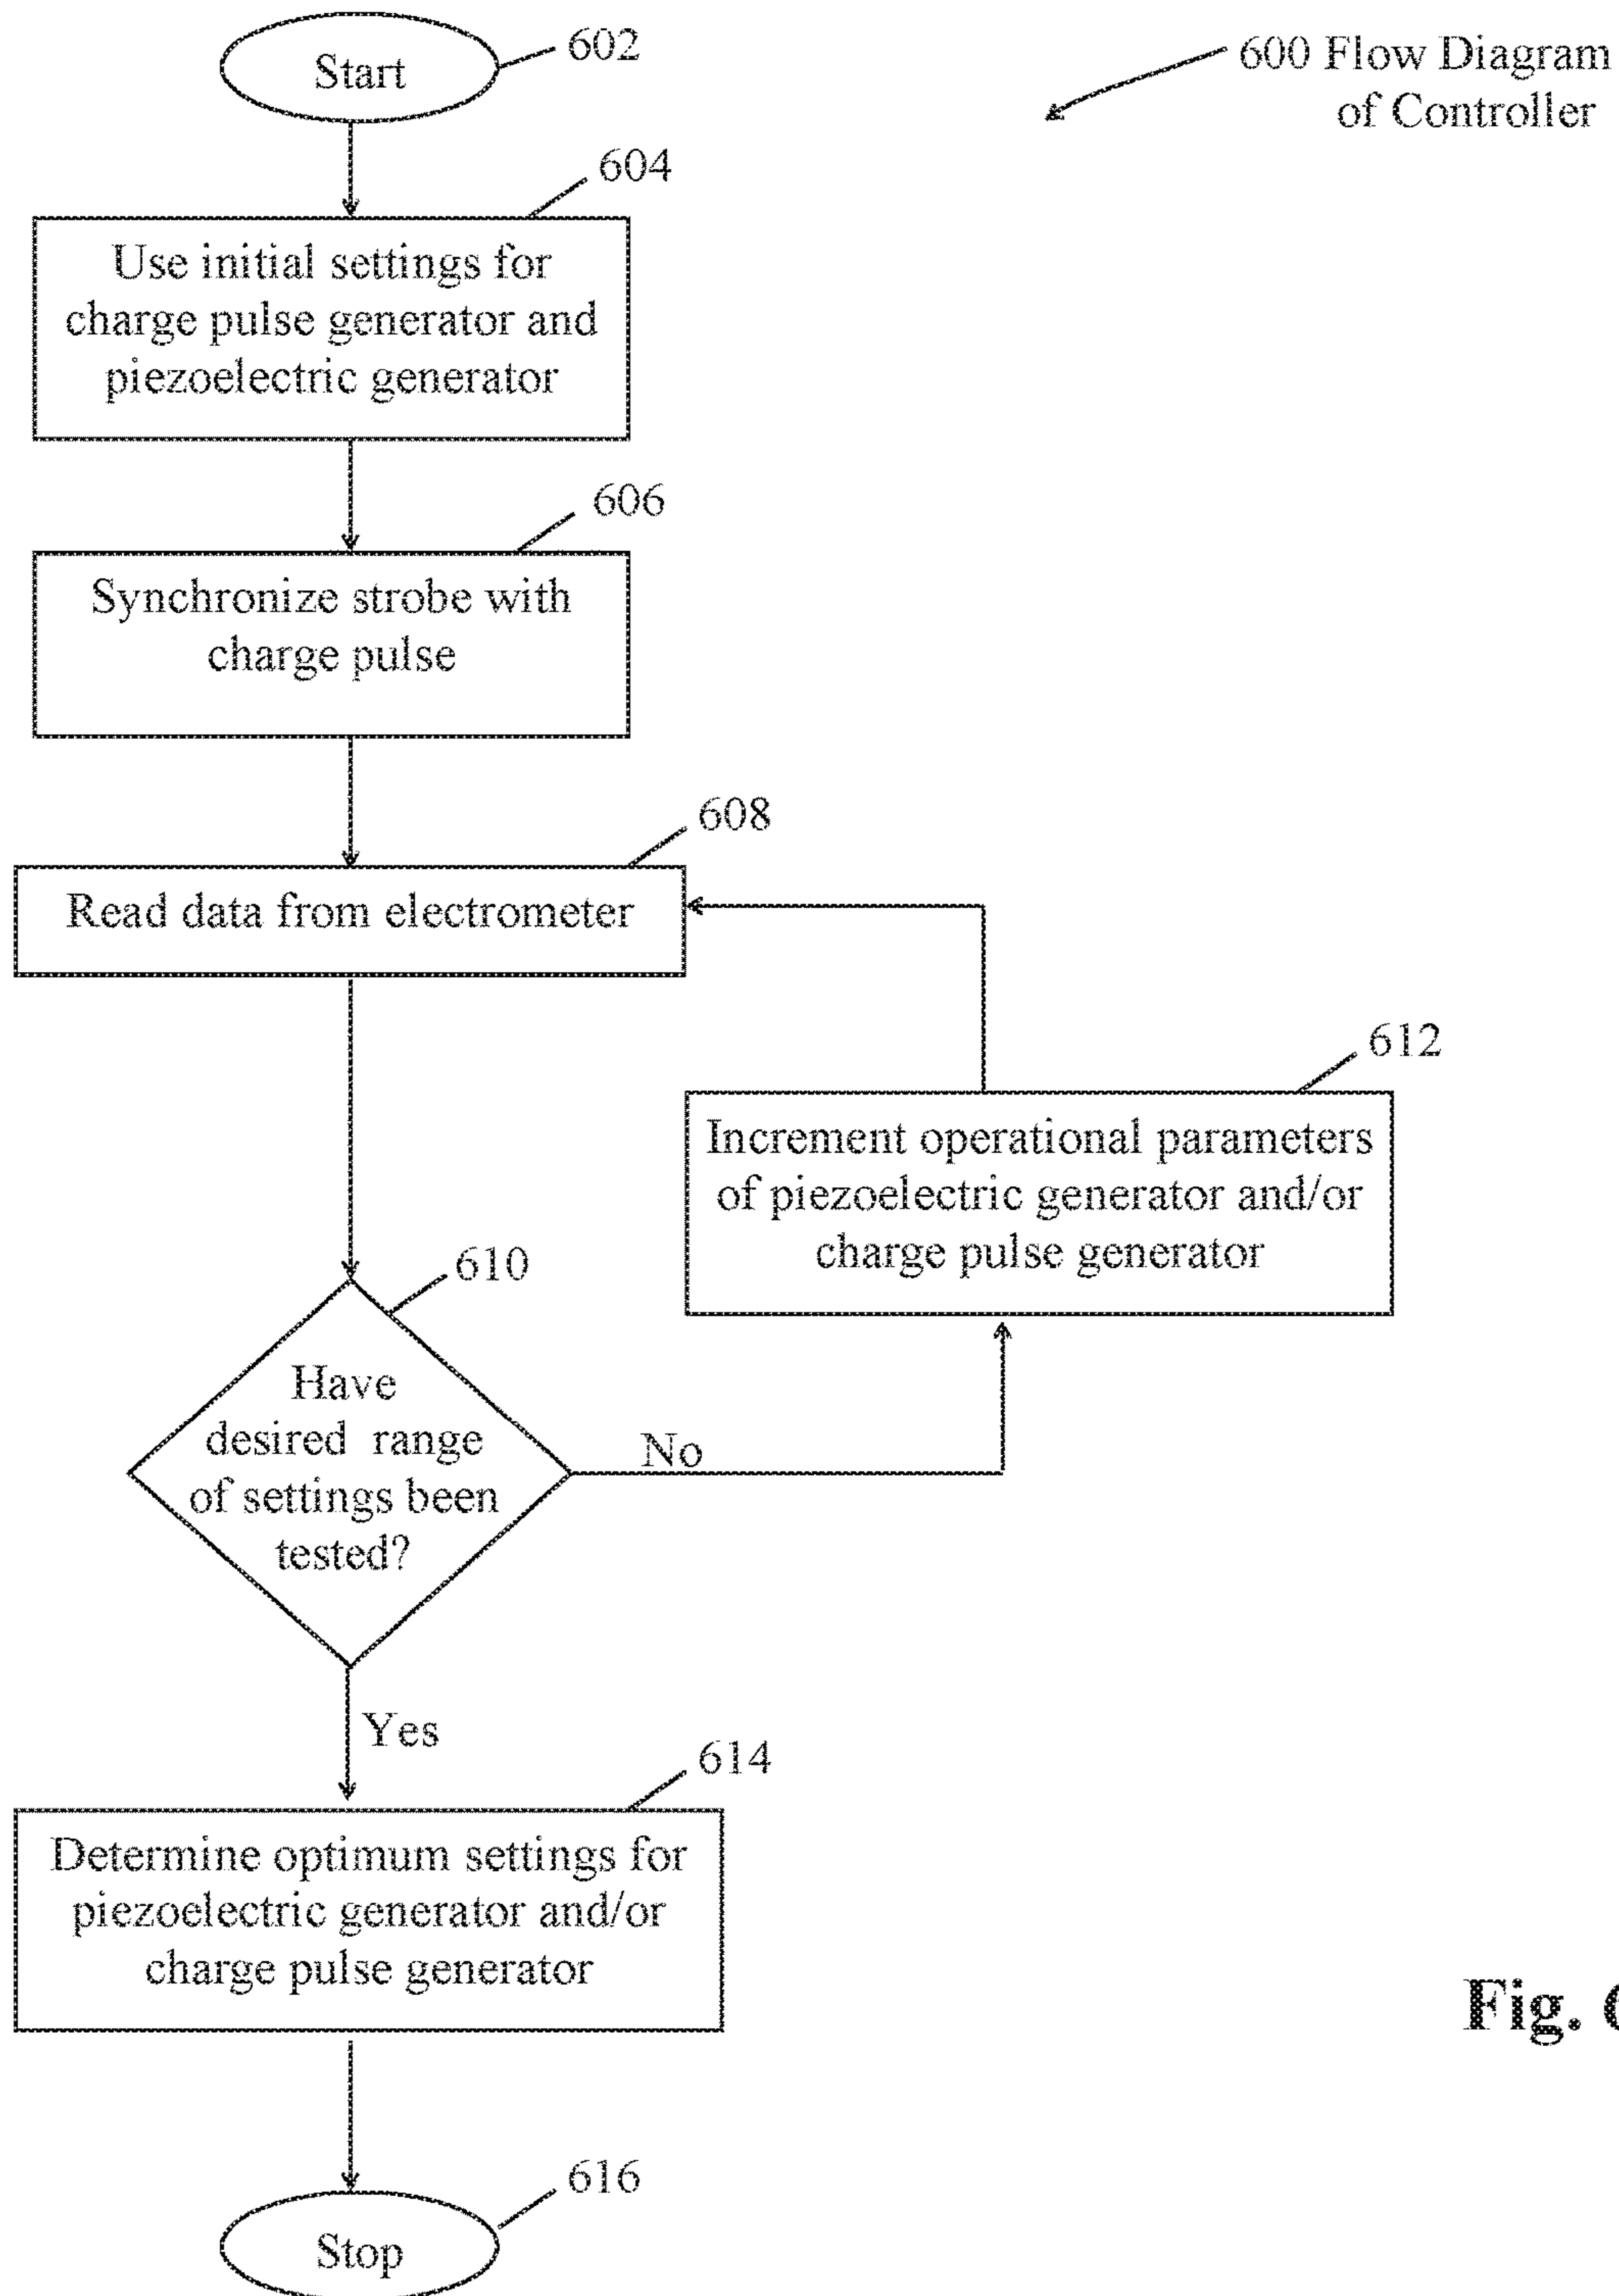 Start
602
600 Flow Diagram
of Controller
604
Use initial settings for
charge pulse generator and
piezoelectric generator
606
Synchronize strobe with
charge pulse
608
Read data from electrometer
612
Increment operational parameters
of piezoelectric generator and/or
charge pulse generator
610
Have
desired range
of settings been
tested?
No
Yes
614
Determine optimum settings for
piezoelectric generator and/or
charge pulse generator
Fig.
616
Stop